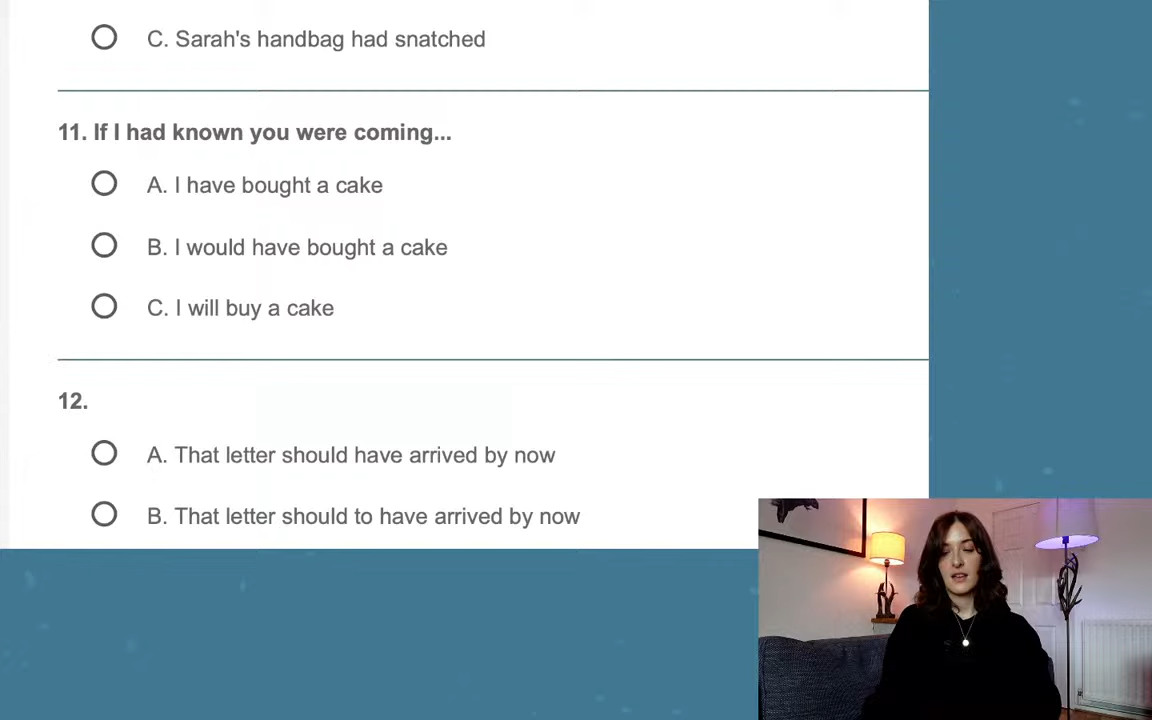 C. Sarah's handbag had snatched
11. If I had known you were coming...
A. I have bought a cake
B. I would have bought a cake
C. I will buy a cake
12.
A. That letter should have arrived by now
B. That letter should to have arrived by now